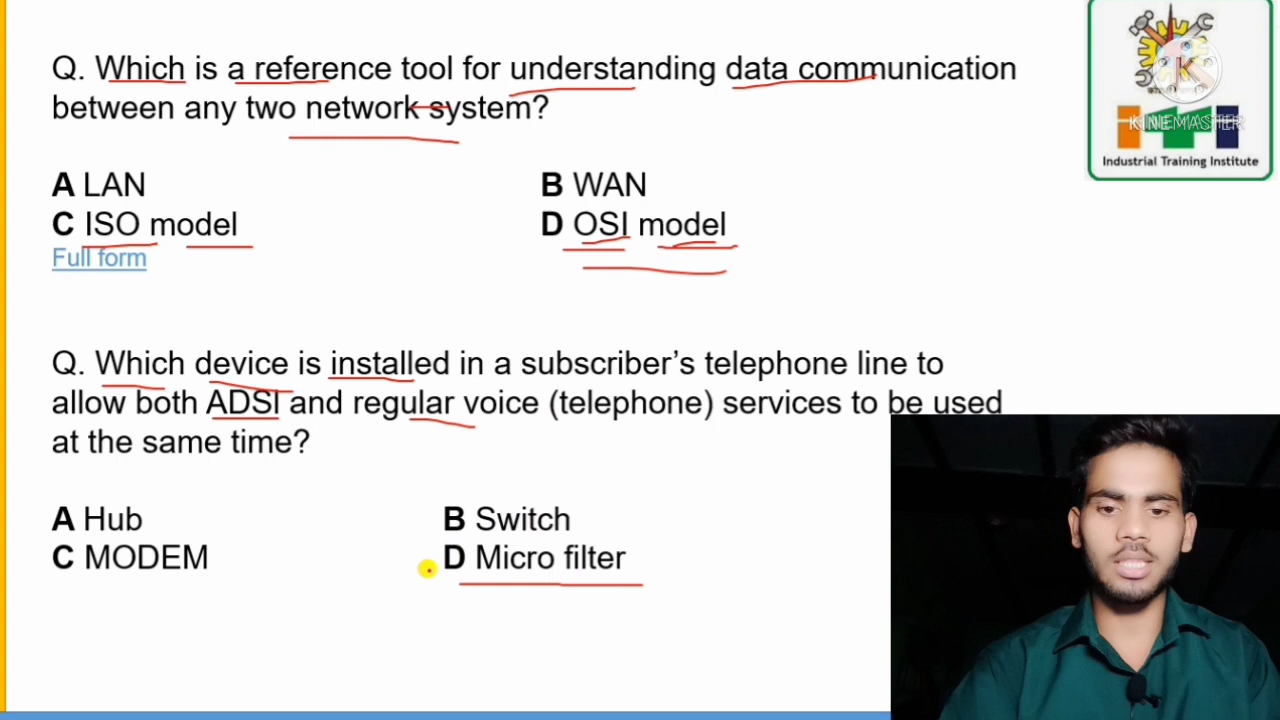 Q. Which is a reference tool for understanding data communication
between any two network system?
A LAN
B WAN
C ISO model
D OSI model
Full form
Q. Which device is installed in a subscriber’s telephone line to
allow both ADSI and regular voice (telephone) services to be used
at the same time?
A Hub
B Switch
C MODEM
D Micro filter
K
KINEMASTER
Industrial Training Institute